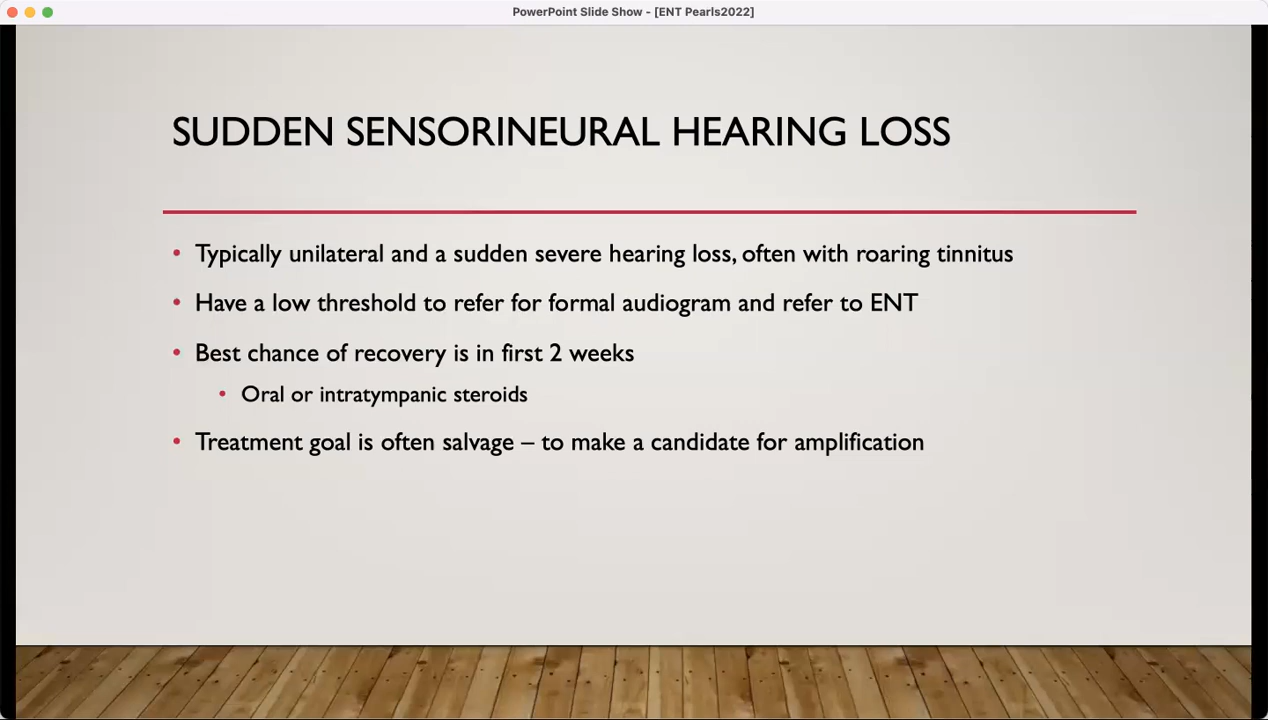 PowerPoint Slide Show - [ENT Pearls2022]
SUDDEN SENSORINEURAL HEARING LOSS
• Typically unilateral and a sudden severe hearing loss, often with roaring tinnitus
• Have a low threshold to refer for formal audiogram and refer to ENT
• Best chance of recovery is in first 2 weeks
• Oral or intratympanic steroids
• Treatment goal is often salvage – to make a candidate for amplification